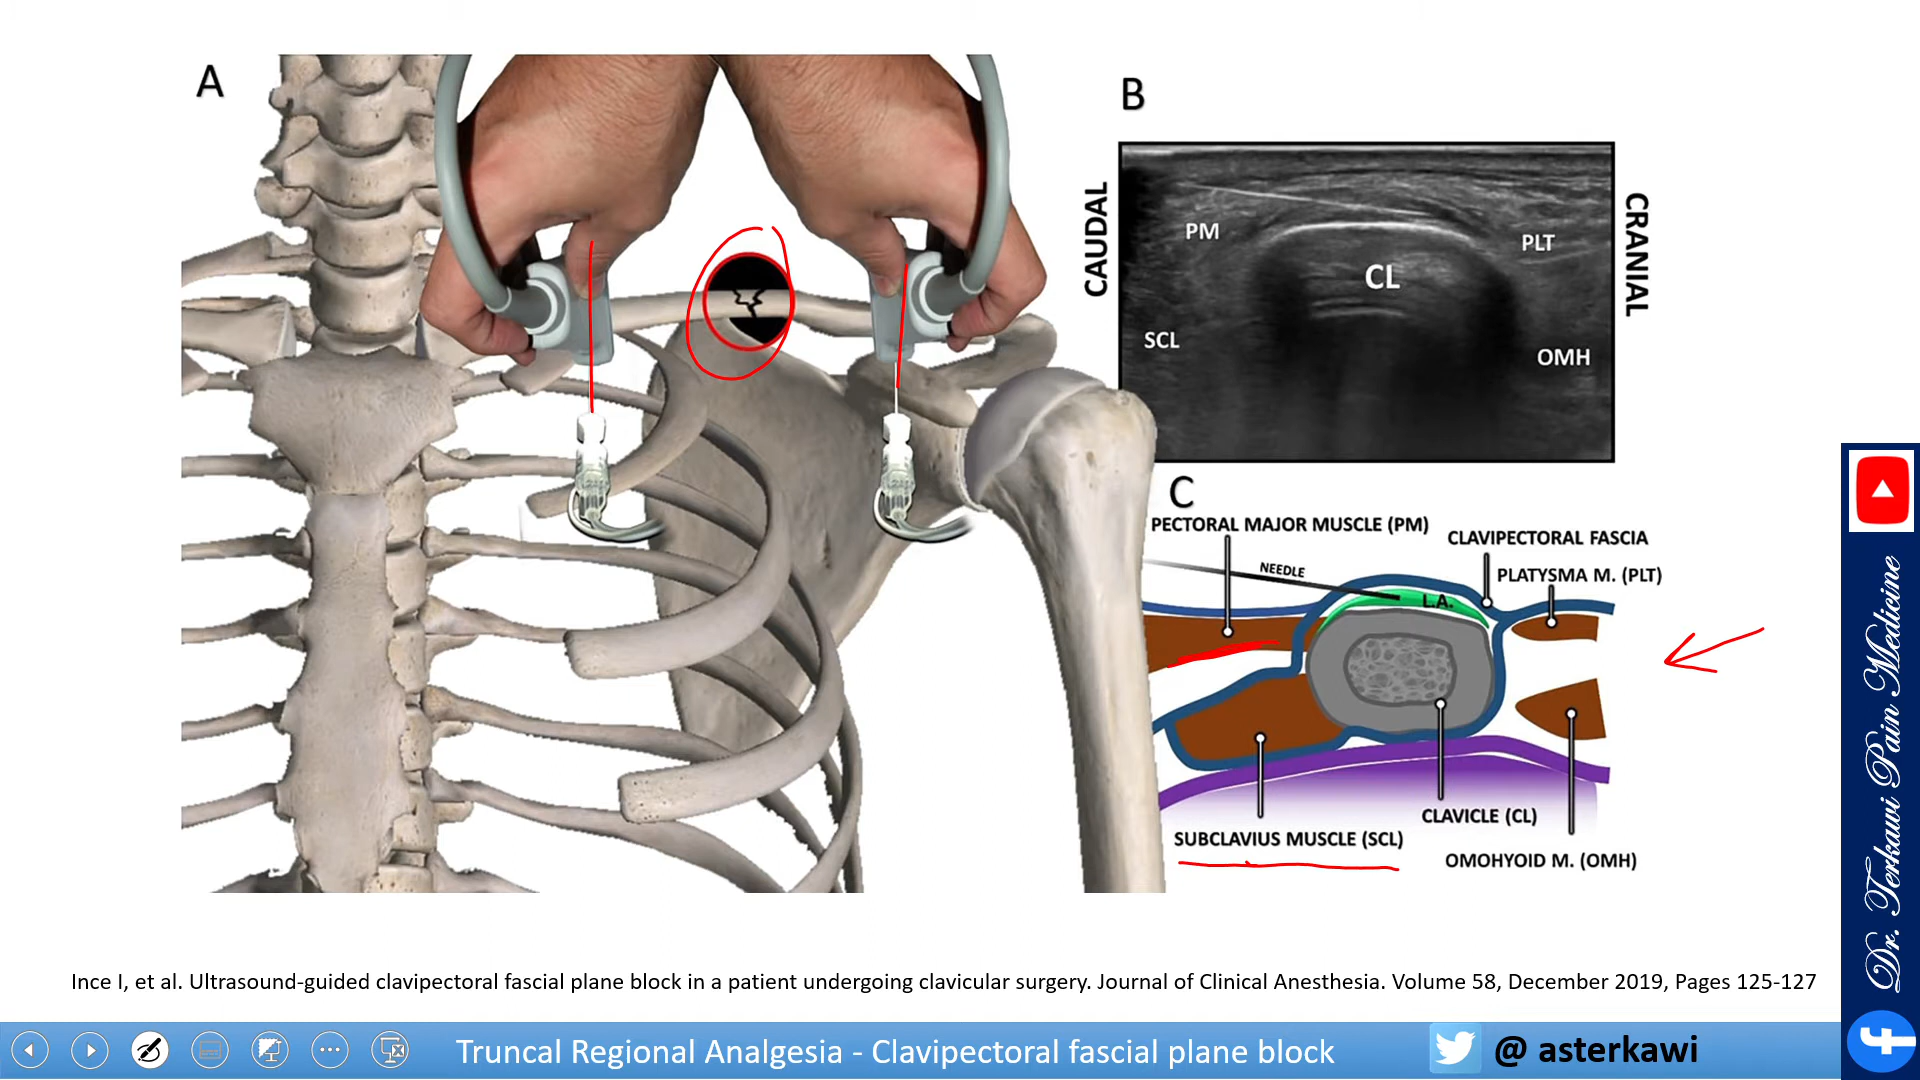 A
B
CAUDAL
CRANIAL
PM
PLT
CL
SCL
OMH
C
PECTORAL MAJOR MUSCLE (PM)
CLAVIPECTORAL FASCIA
NEEDLE
PLATYSMA M. (PLT)
L.A.
CLAVICLE (CL)
SUBCLAVIUS MUSCLE (SCL)
OMOHYOID M. (OMH)
Dr. Terkawi Pain Medicine
Ince I, et al. Ultrasound-guided clavipectoral fascial plane block in a patient undergoing clavicular surgery. Journal of Clinical Anesthesia. Volume 58, December 2019, Pages 125-127
Truncal Regional Analgesia - Clavipectoral fascial plane block
@ asterkawi